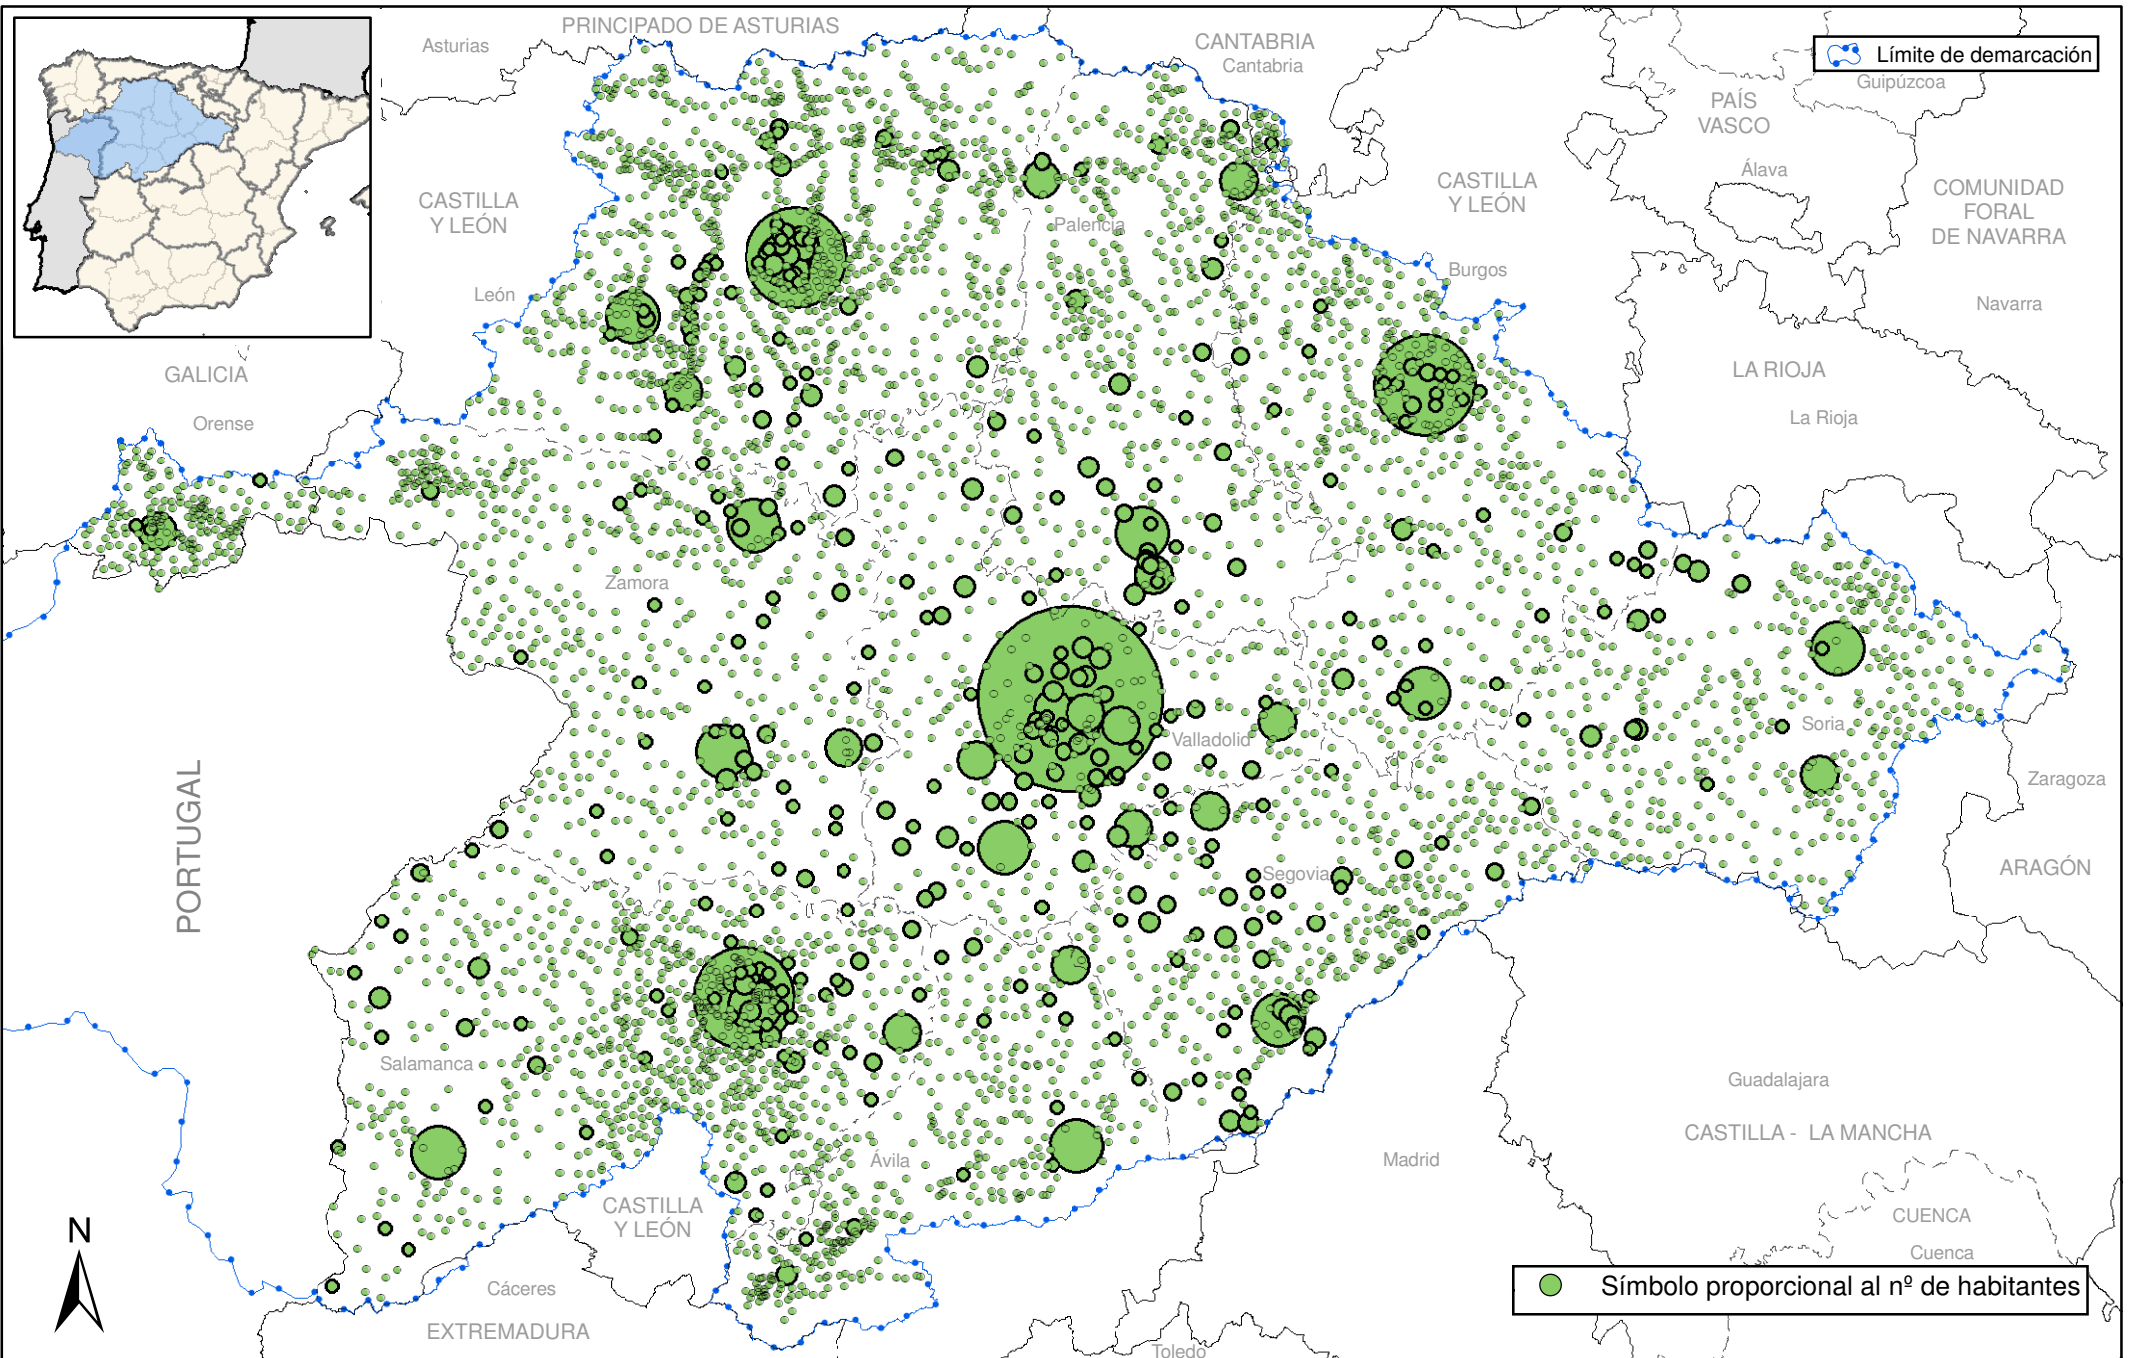 PRINCIPADO DE ASTURIAS
Asturias
CANTABRIA
Cantabria
Límite de demarcación
Guipúzcoa
PAÍS
VASCO
Álava
CASTILLA
Y LEÓN
CASTILLA
Y LEÓN
COMUNIDAD
FORAL
DE NAVARRA
Palencia
Burgos
León
Navarra
GALICIA
LA RIOJA
Orense
La Rioja
Zamora
Soria
Valladolid
PORTUGAL
Zaragoza
Segovia
ARAGÓN
Salamanca
Guadalajara
CASTILLA - LA MANCHA
Ávila
Madrid
CASTILLA
Y LEÓN
N
CUENCA
Cuenca
Cáceres
Símbolo proporcional al nº de habitantes
EXTREMADURA
Toledo